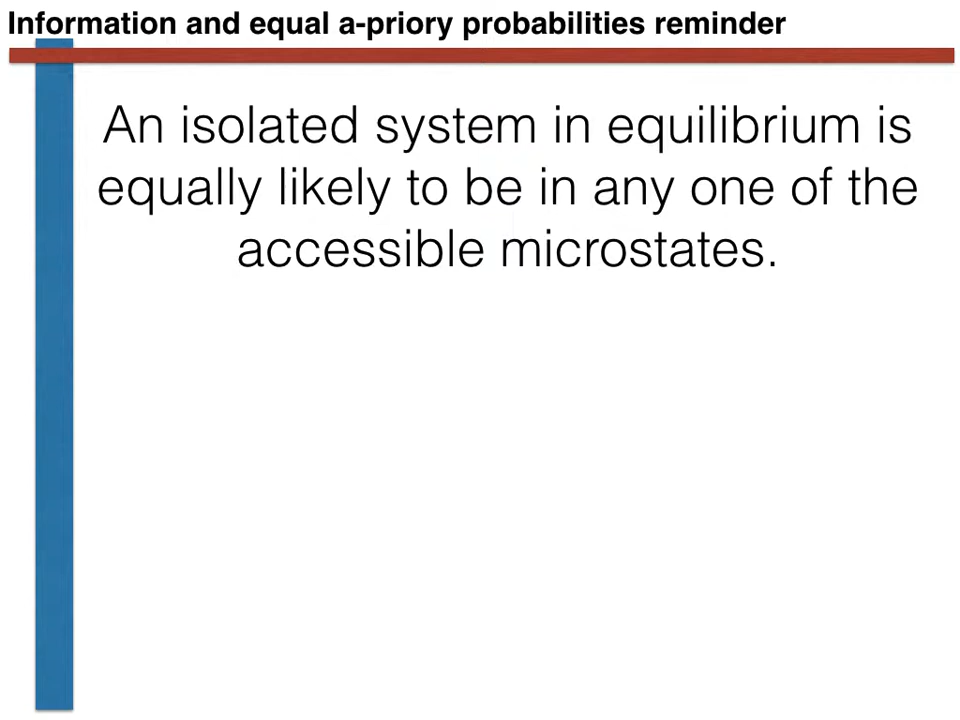 Information and equal a-priory probabilities reminder
An isolated system in equilibrium is
equally likely to be in any one of the
accessible microstates.